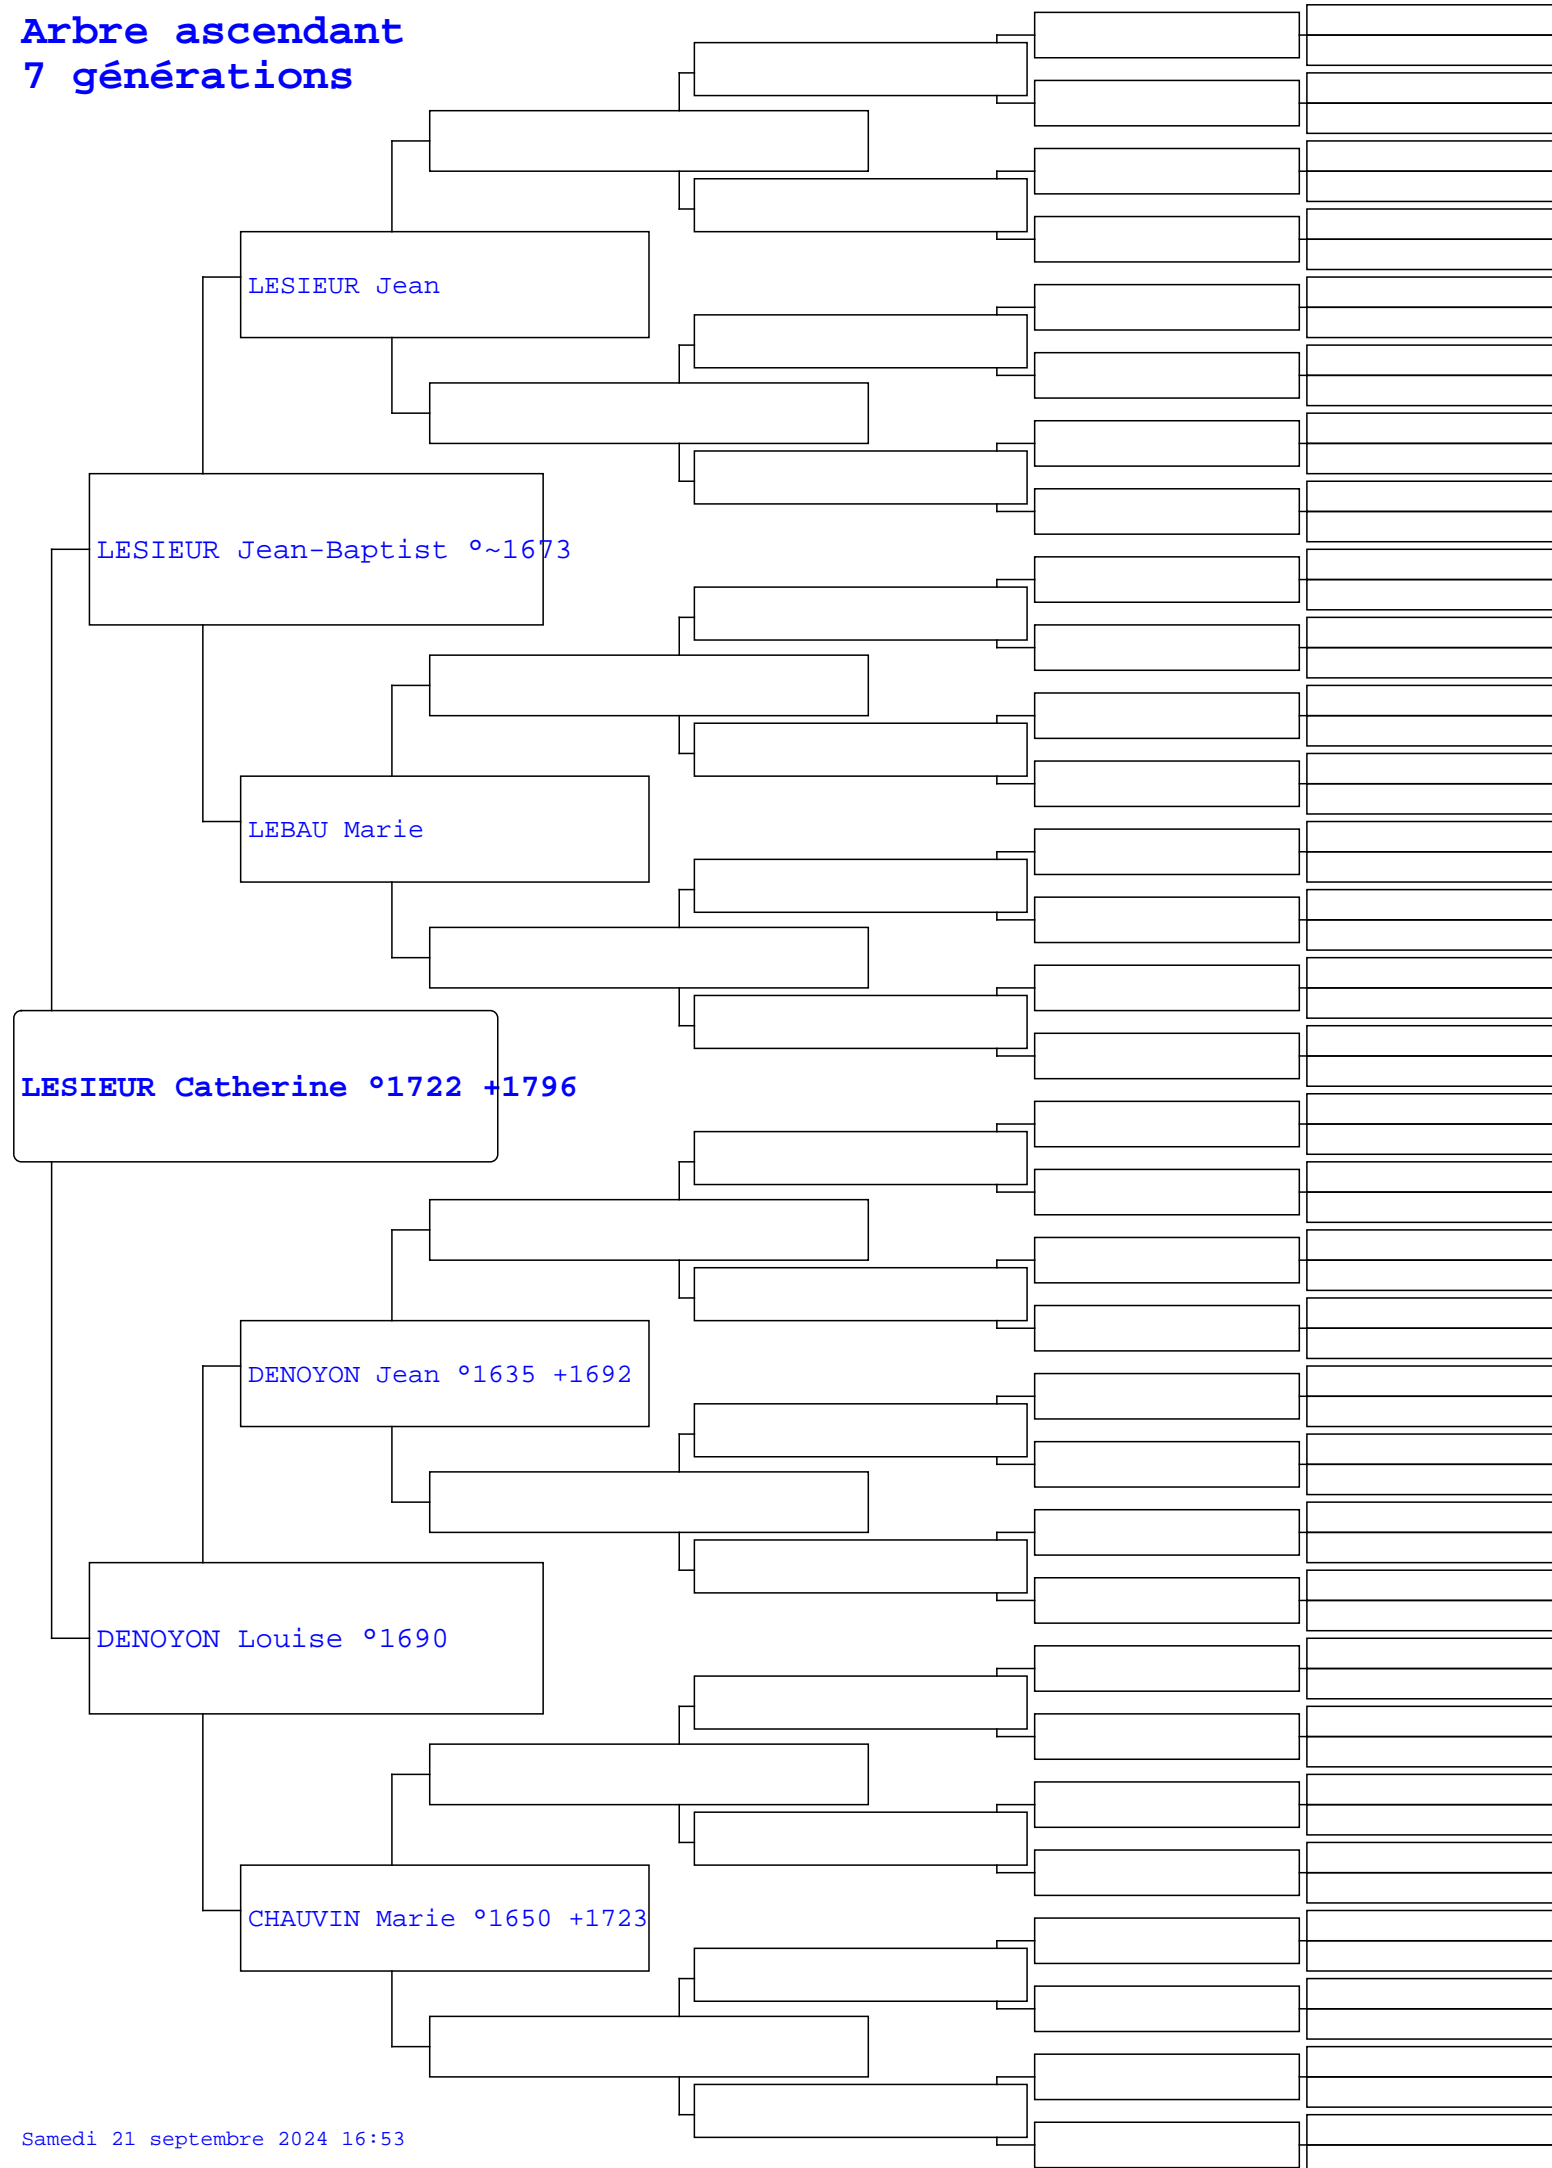 Arbre ascendant
7 générations
LESIEUR Jean
LESIEUR Jean-Baptist °~1673
LEBAU Marie
LESIEUR Catherine °1722 +1796
DENOYON Jean °1635 +1692
DENOYON Louise °1690
CHAUVIN Marie °1650 +1723
Samedi 21 septembre 2024 16:53